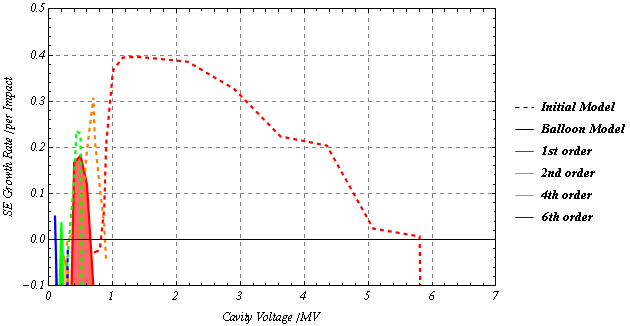 0.5
0.4
0.3
0.2
0.1
0.0
-0.1
SE Growth Rate /per Impact
0 1 2 3 4 5 6 7
Cavity Voltage /MV
Initial Model
Balloon Model
1st order
2nd order
4th order
6th order